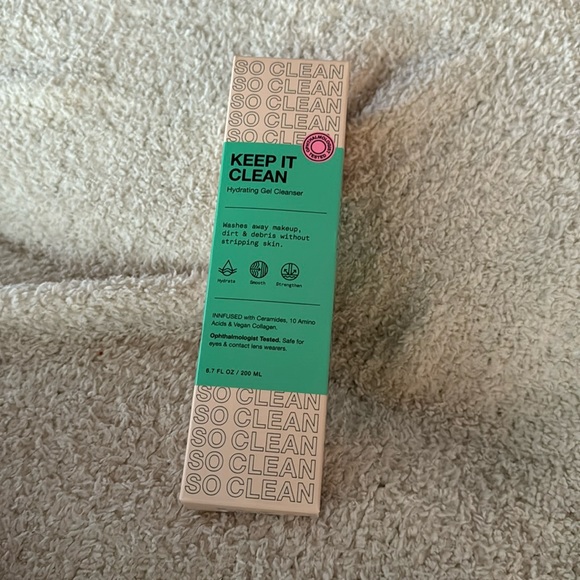 SO CLEAN
SO CLEAN
SO CLEAN
SO CLEAN
OPHTHALMOLOGIST TESTED
KEEP IT
CLEAN
Hydrating Gel Cleanser
Washes away makeup,
dirt & debris without
stripping skin.
Hydrate Smooth Strengthen
INNFUSED with Ceramides, 10 Amino
Acids & Vegan Collagen.
Ophthalmologist Tested. Safe for
eyes & contact lens wearers.
6.7 FL OZ / 200 ML
SO CLEAN
SO CLEAN
SO CLEAN
SO CLEAN
SO CLEAN